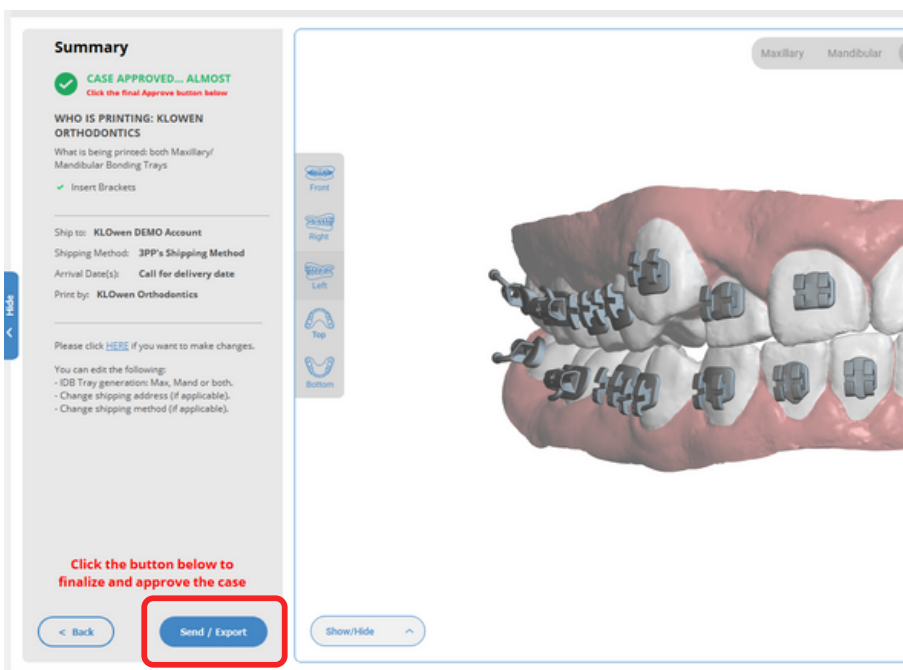 Summary
CASE APPROVED... ALMOST
Click the final Approve button below
WHO IS PRINTING: KLOWEN
ORTHODONTICS
What is being printed: both Maxillary/
Mandibular Bonding Trays
Insert Brackets
Ship to: KLOwen DEMO Account
Shipping Method: 3PP's Shipping Method
Arrival Date(s): Call for delivery date
Print by: KLOwen Orthodontics
Please click HERE if you want to make changes.
You can edit the following:
- IDB Tray generation: Max, Mand or both.
- Change shipping address (if applicable).
- Change shipping method (if applicable).
Click the button below to
finalize and approve the case
< Back
Send / Export
Hide
Front
Right
Left
Top
Bottom
Show/Hide
Maxillary
Mandibular